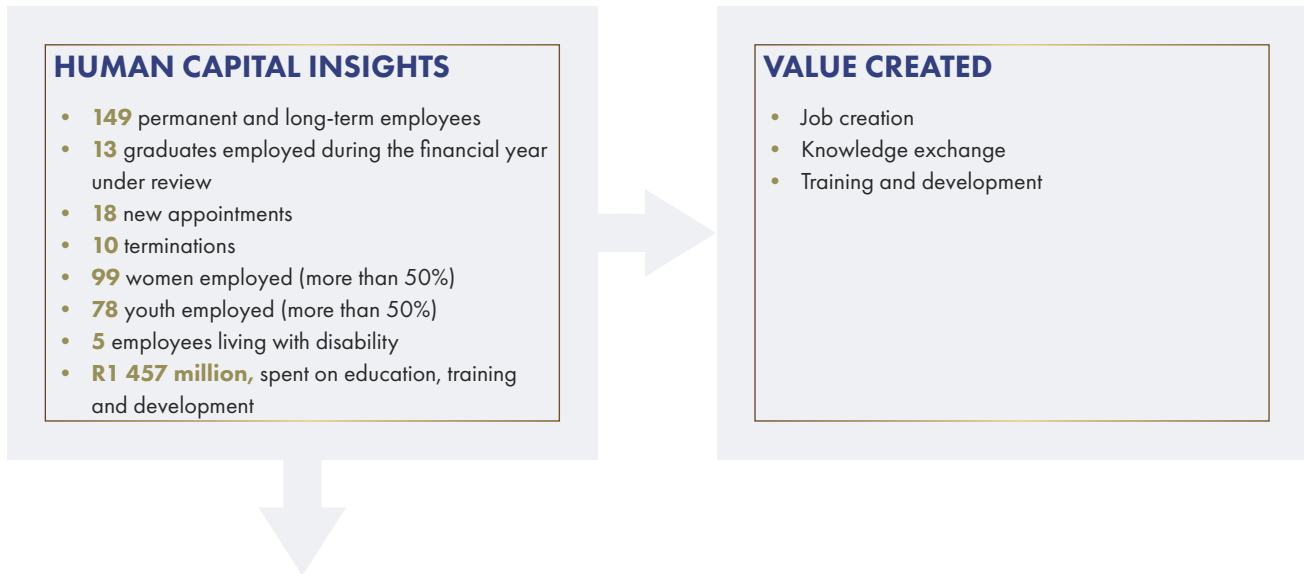 HUMAN CAPITAL INSIGHTS
• 149 permanent and long-term employees
• 13 graduates employed during the financial year
under review
• 18 new appointments
• 10 terminations
• 99 women employed (more than 50%)
• 78 youth employed (more than 50%)
• 5 employees living with disability
• R1 457 million, spent on education, training
and development
VALUE CREATED
• Job creation
• Knowledge exchange
• Training and development